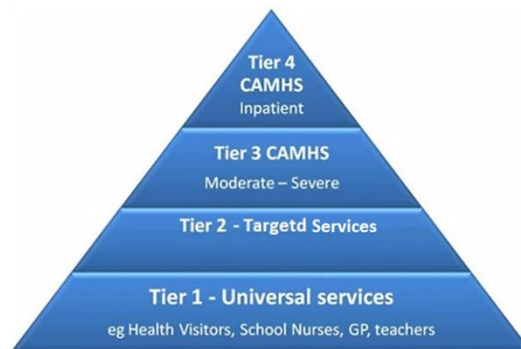 Tier 4
CAMHS
Inpatient
Tier 3 CAMHS
Moderate – Severe
Tier 2 - Targetd Services
Tier 1 - Universal services
eg Health Visitors, School Nurses, GP, teachers